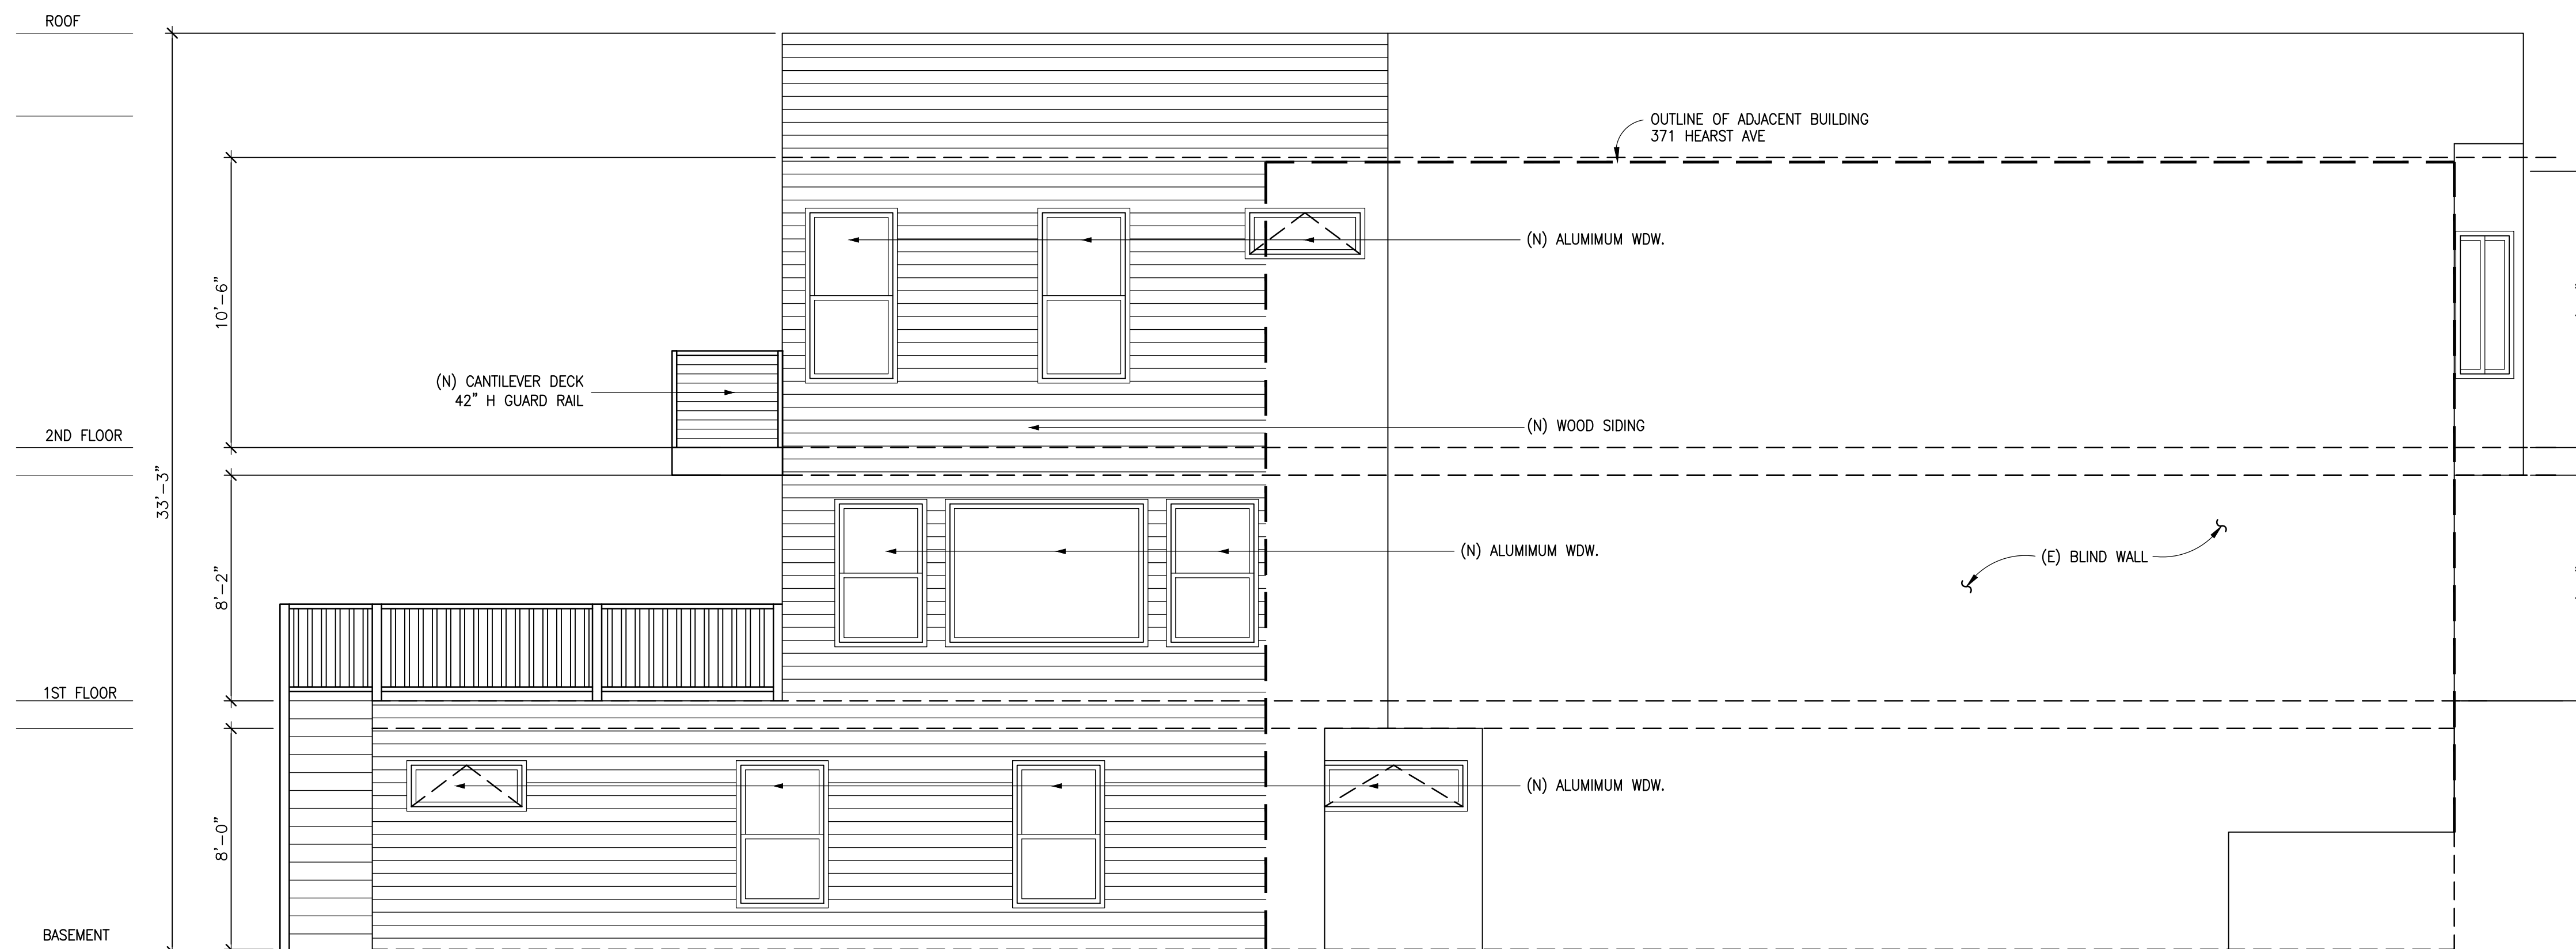 ROOF
OUTLINE OF ADJACENT BUILDING
371 HEARST AVE
(N) ALUMIMUM WDW.
10'-6"
(N) CANTILEVER DECK
42" H GUARD RAIL
(N) WOOD SIDING
2ND FLOOR
33'-3"
(N) ALUMIMUM WDW.
(E) BLIND WALL
8'-2"
1ST FLOOR
(N) ALUMIMUM WDW.
8'-0"
BASEMENT